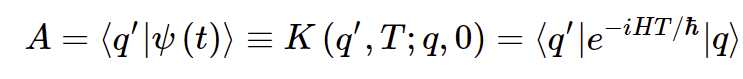 A = ⟨q′|ψ (t)⟩ ≡ K (q′, T; q, 0) = ⟨q′|e^{−iHT/ħ}|q⟩